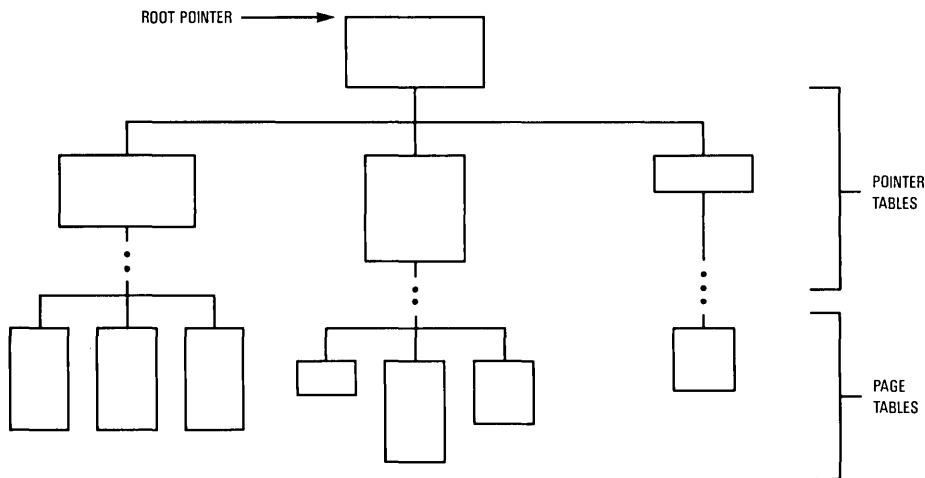 ROOT POINTER
POINTER
TABLES
PAGE
TABLES